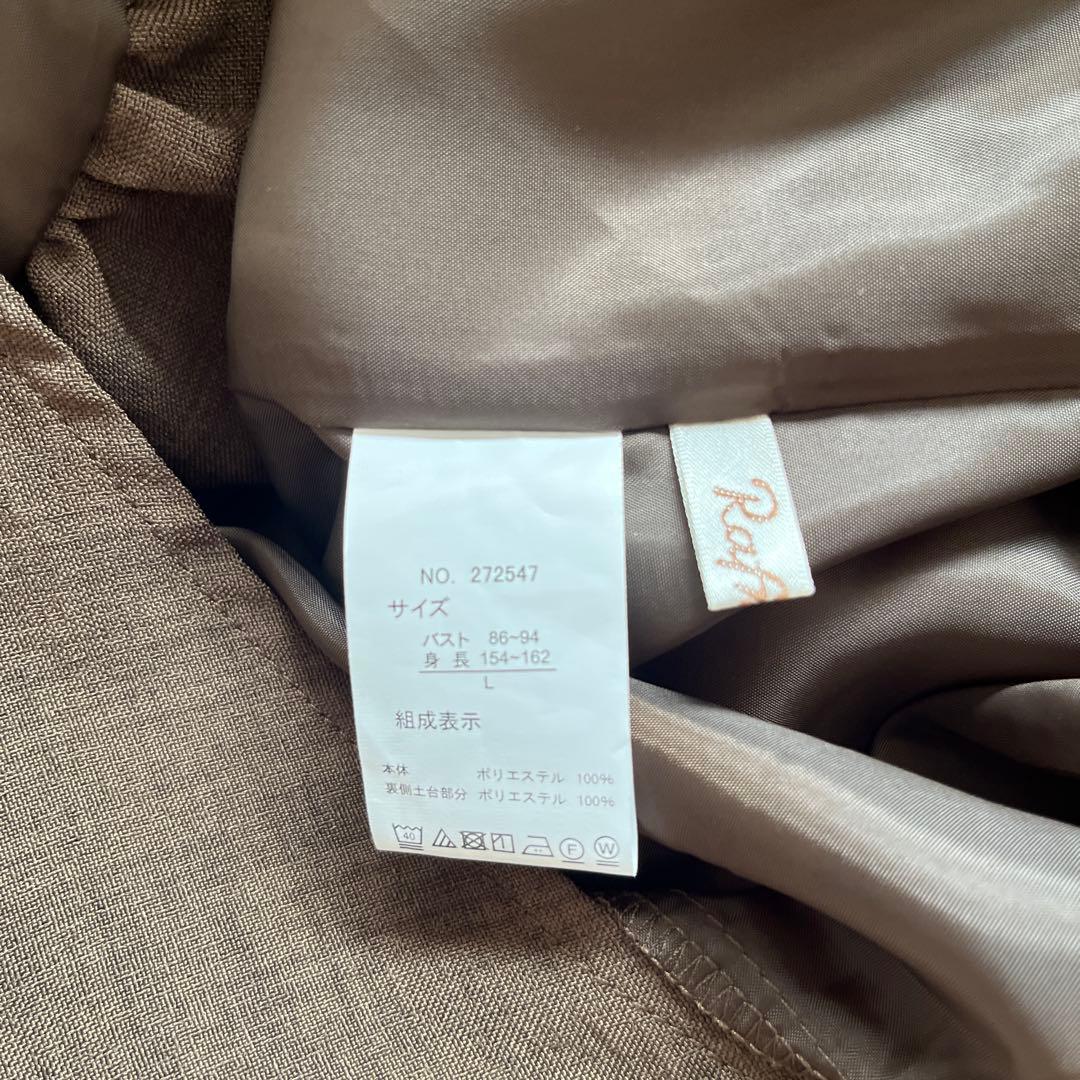 NO. 272547
サイズ
バスト 86~94
身長 154~162
L
組成表示
本体 ポリエステル 100%
裏側土台部分 ポリエステル 100%
40
F
W